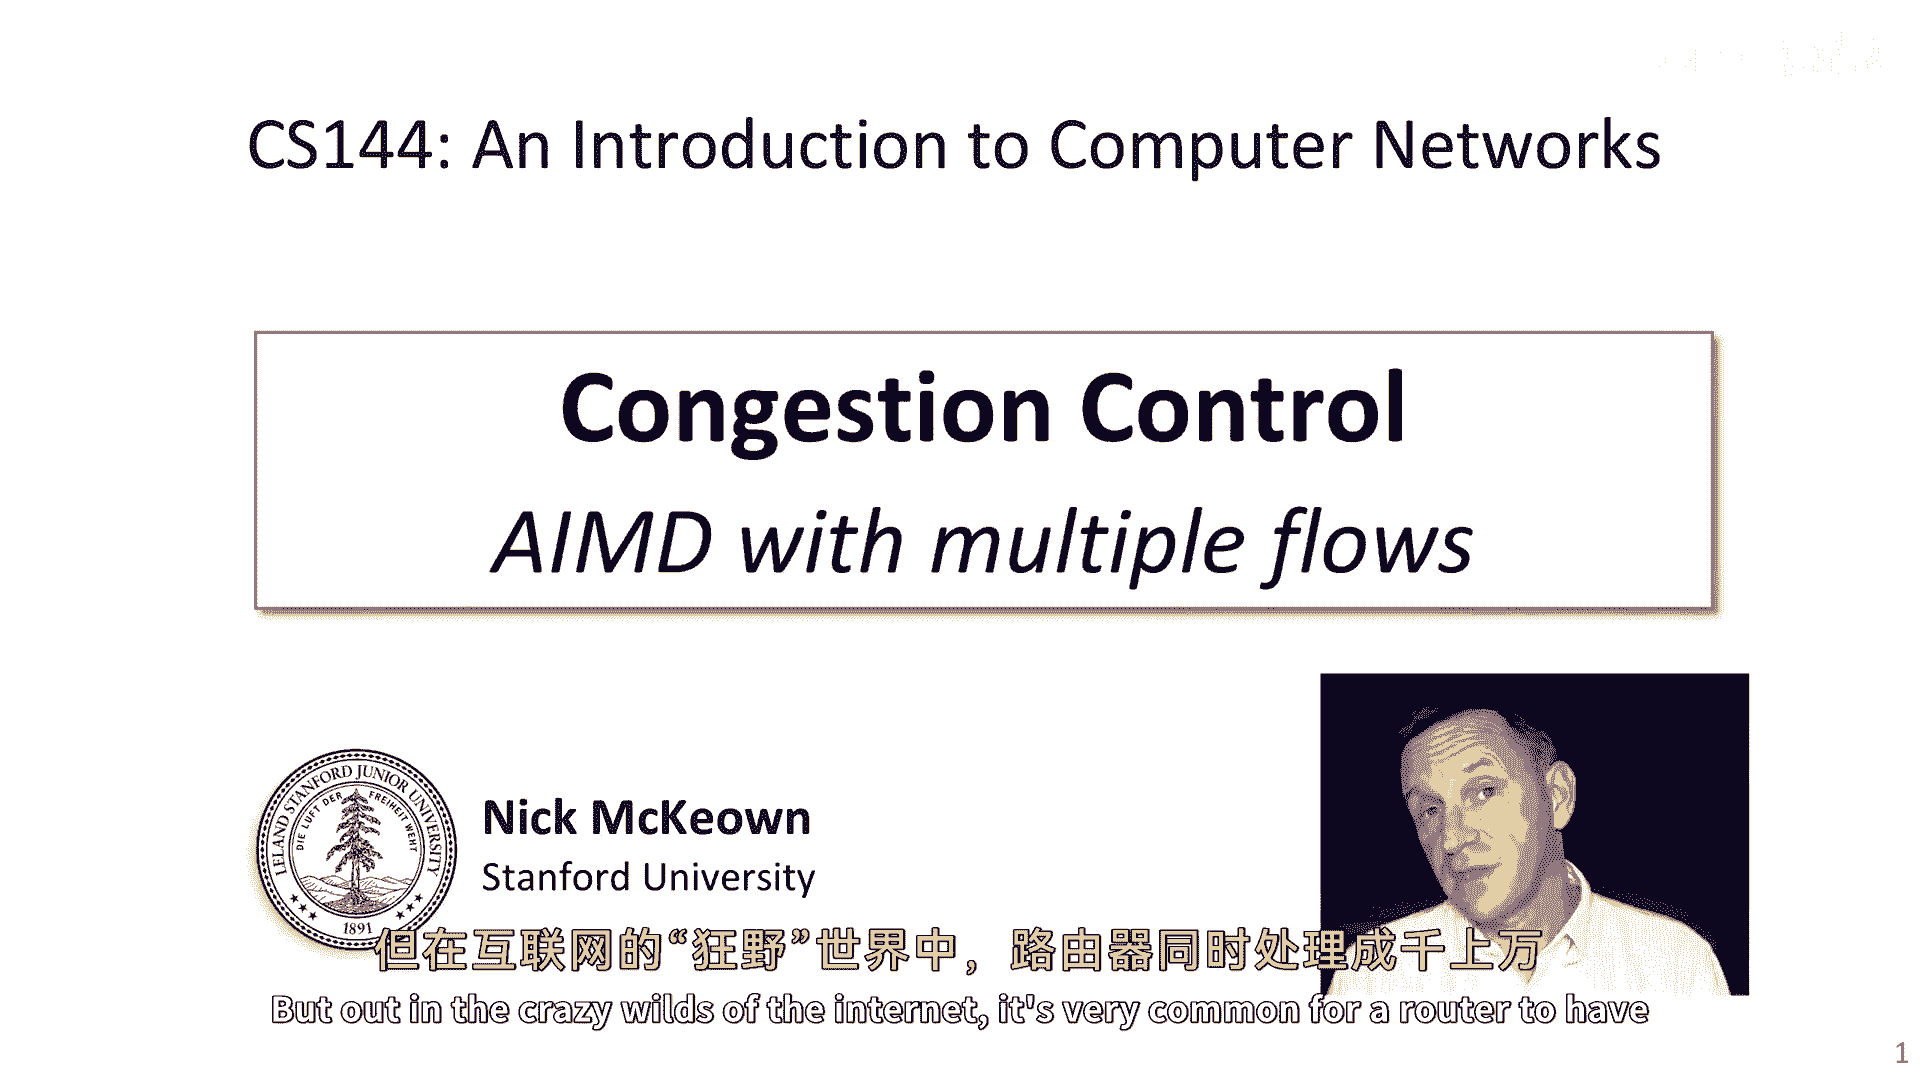 CS144: An Introduction to Computer Networks
Congestion Control
AIMD with multiple flows
LELAND STANFORD JUNIOR UNIVERSITY
DIE LUFT DER FREIHEIT WEHT
1891
Nick McKeown
Stanford University
但在互联网的“狂野”世界中，路由器同时处理成千上万
But out in the crazy wilds of the internet, it's very common for a router to have
1